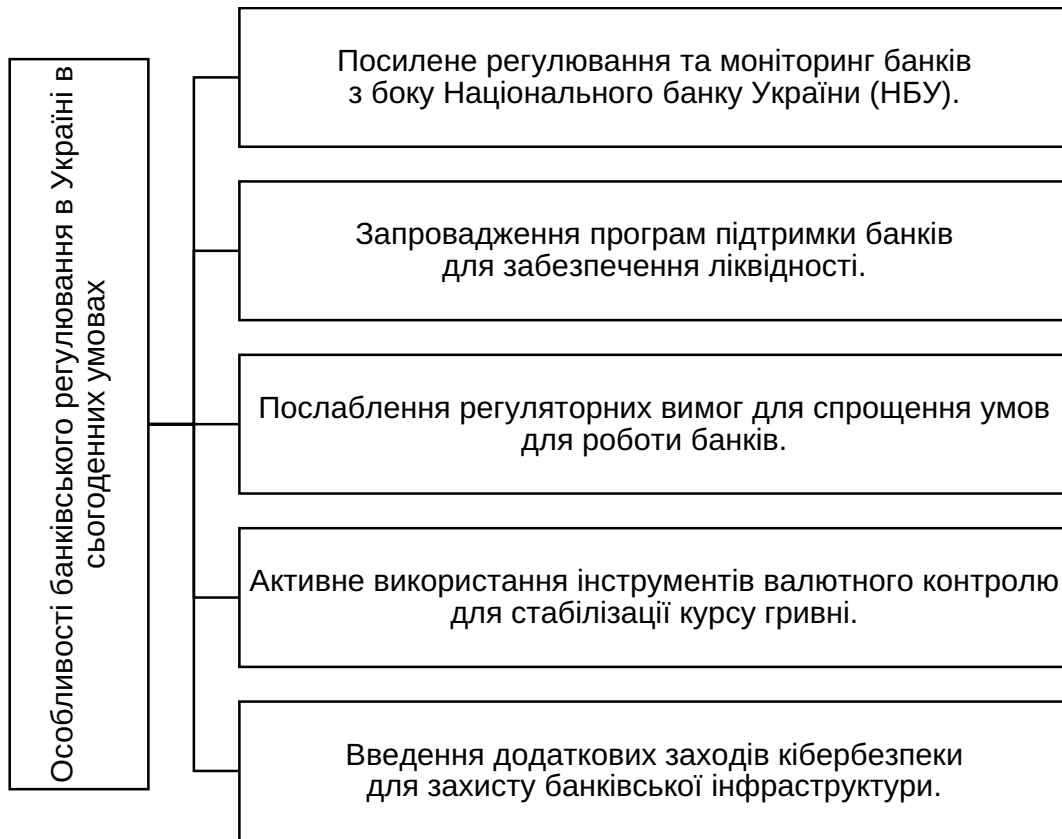 Особливості банківського регулювання в Україні в
сьогоденних умовах
Посилене регулювання та моніторинг банків
з боку Національного банку України (НБУ).
Запровадження програм підтримки банків
для забезпечення ліквідності.
Послаблення регуляторних вимог для спрощення умов
для роботи банків.
Активне використання інструментів валютного контролю
для стабілізації курсу гривні.
Введення додаткових заходів кібербезпеки
для захисту банківської інфраструктури.